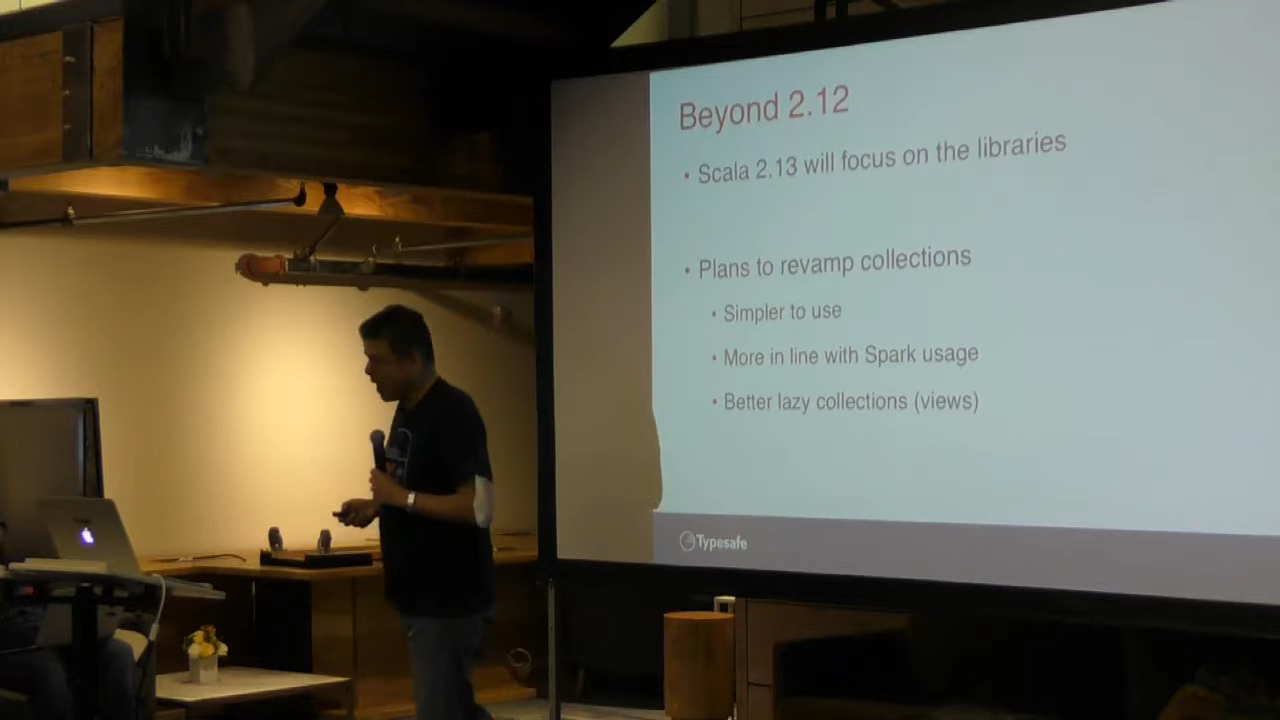 Beyond 2.12
• Scala 2.13 will focus on the libraries
• Plans to revamp collections
• Simpler to use
• More in line with Spark usage
• Better lazy collections (views)
Typesafe